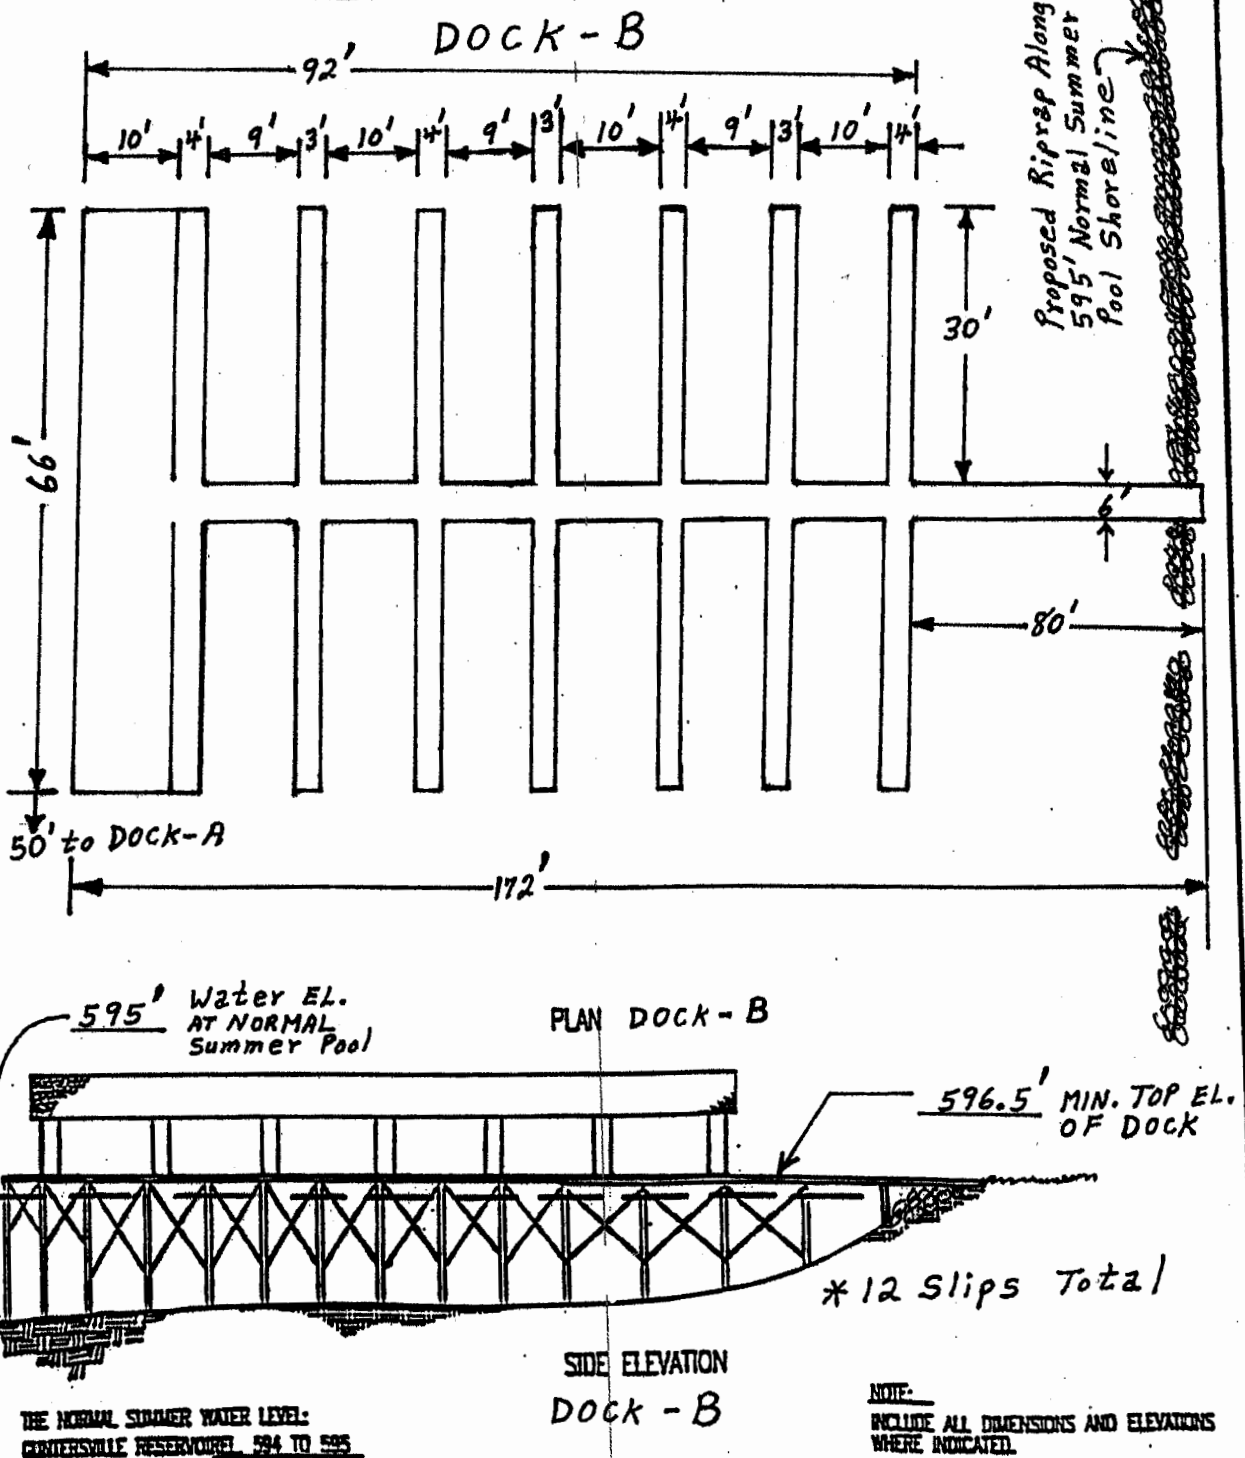 DOCK-B
92'
10' 4' 9' 3' 10' 4' 9' 3' 10' 4' 9' 3' 10' 4'
Proposed Riprap Along
595' Normal Summer
Pool Shoreline
30'
66'
6'
80'
50' to DOCK-A
172'
595' Water EL.
AT NORMAL
Summer Pool
PLAN DOCK-B
596.5' MIN. TOP EL.
OF DOCK
*12 Slips Total
SIDE ELEVATION
DOCK-B
THE NORMAL SUMMER WATER LEVEL:
GUNTERSVILLE RESERVOIREL 594 TO 595
NOTE:
INCLUDE ALL DIMENSIONS AND ELEVATIONS
WHERE INDICATED.